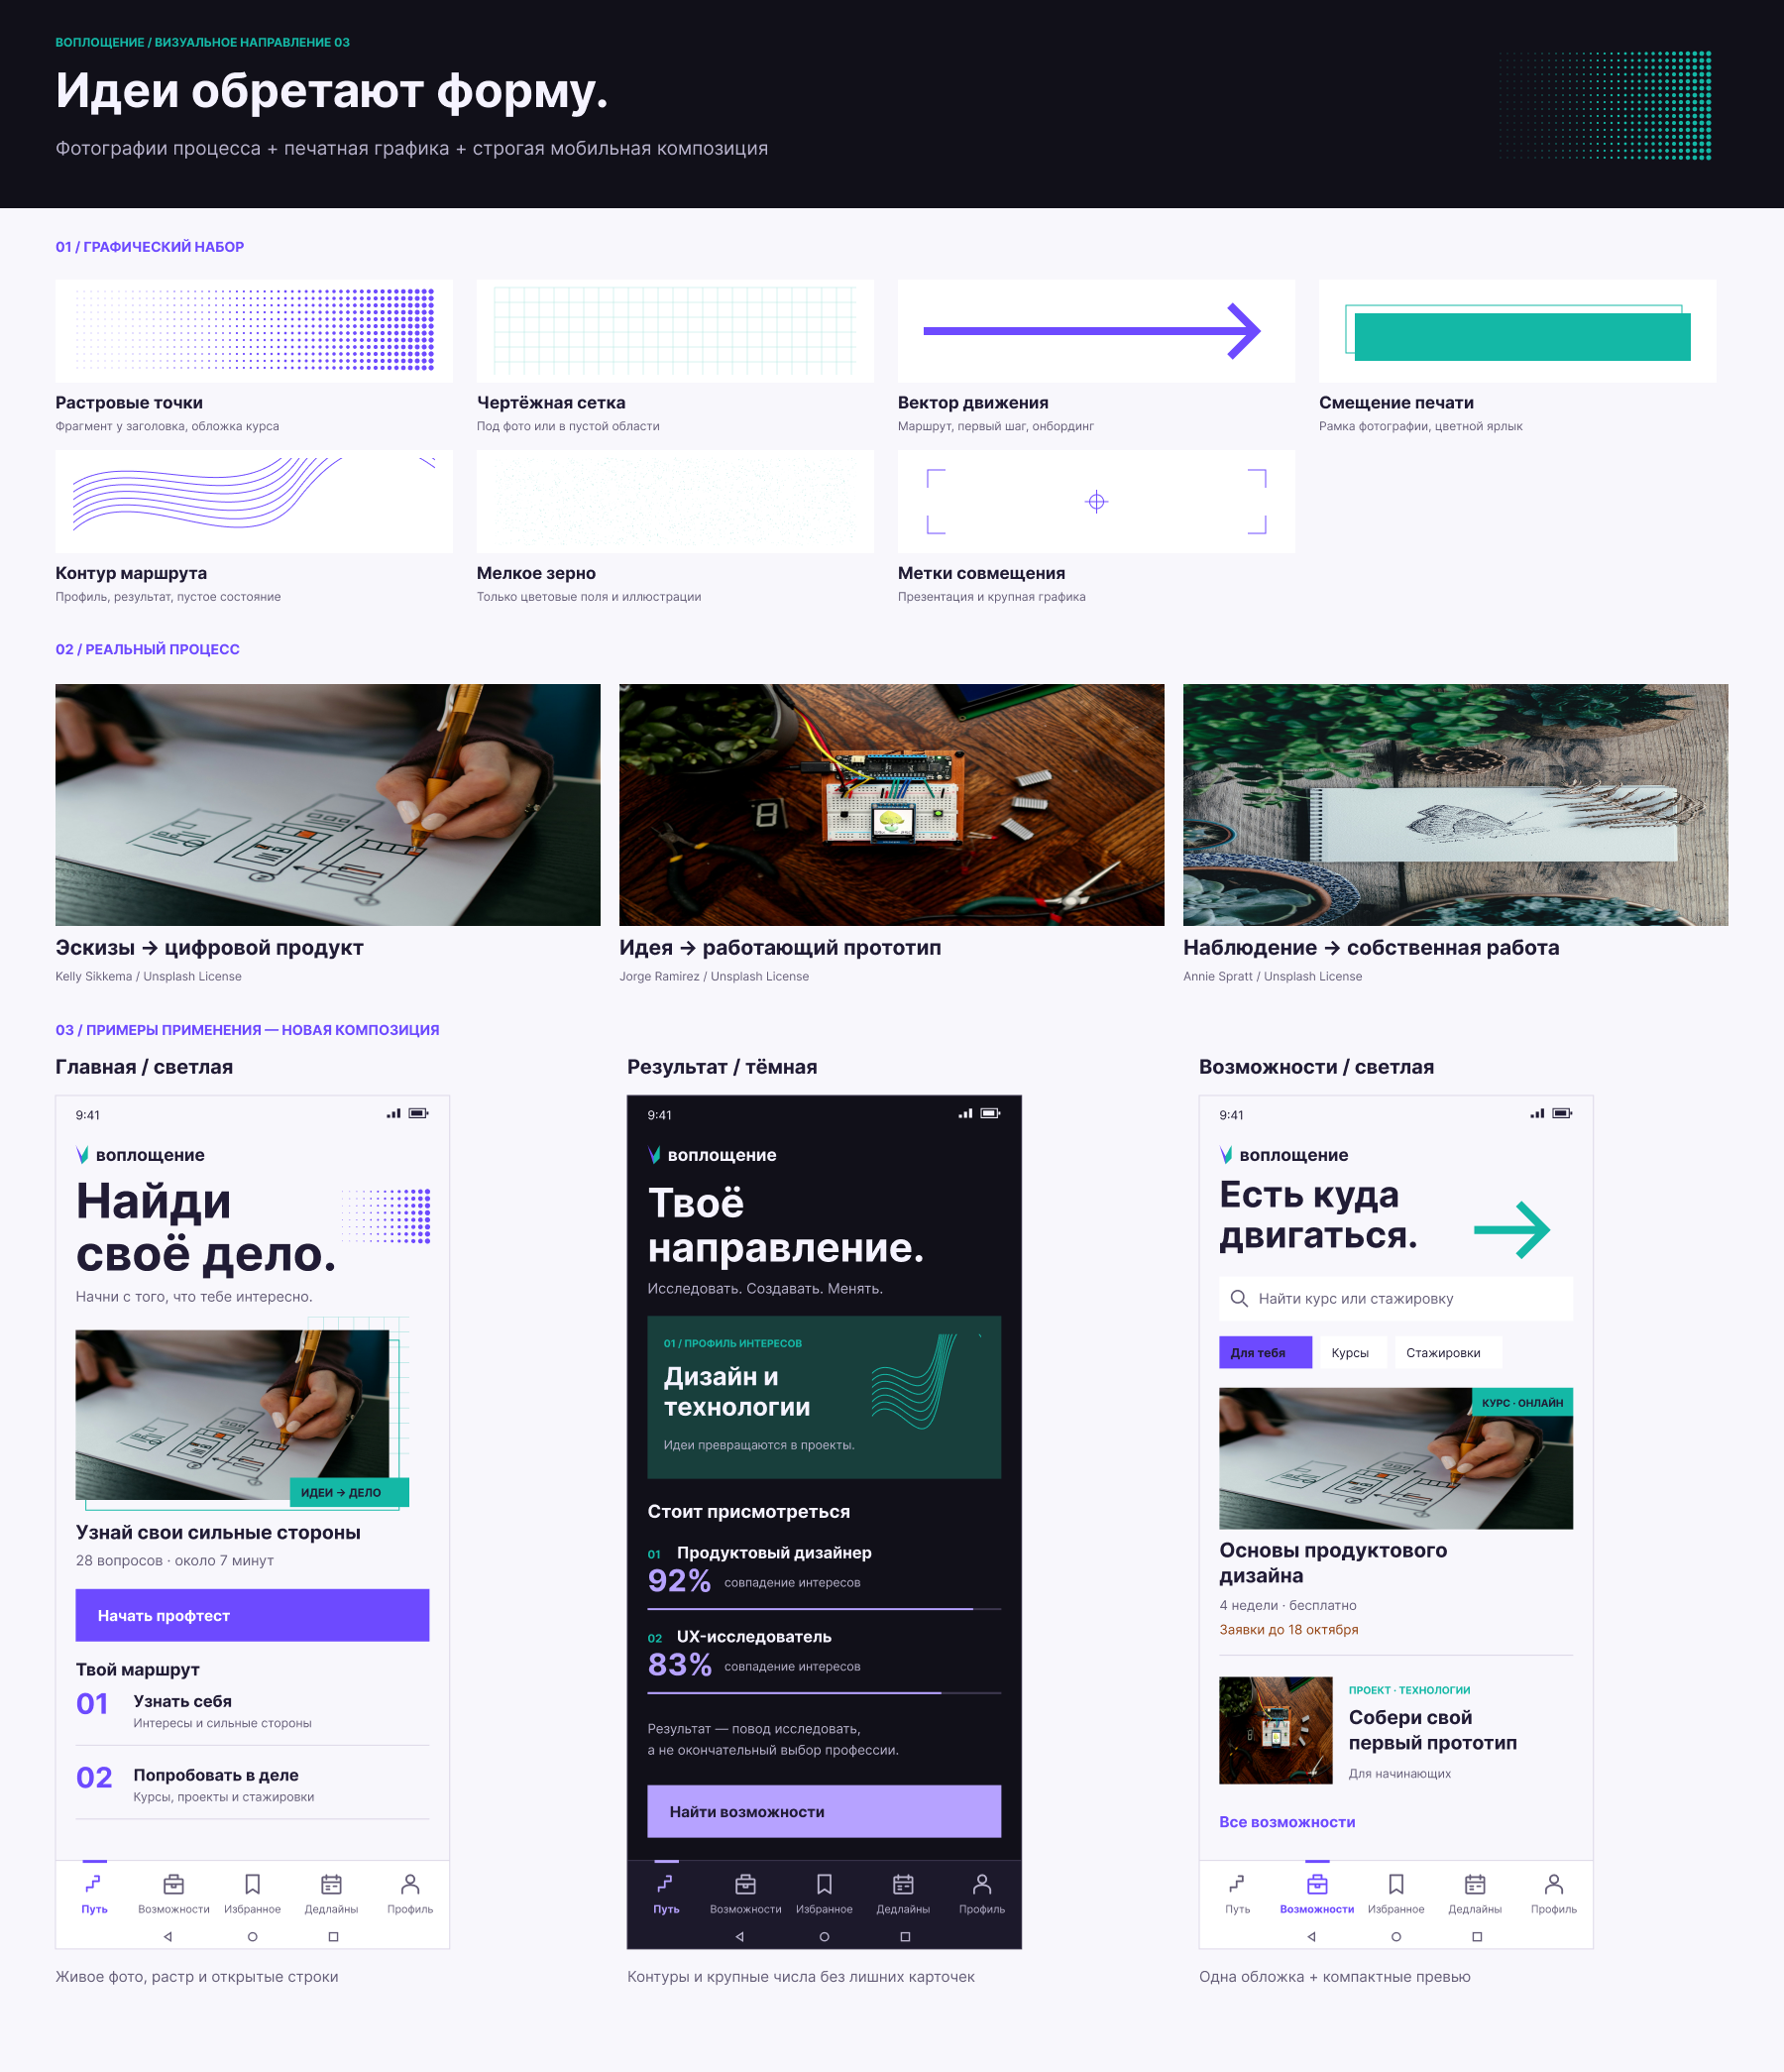 ВОПЛОЩЕНИЕ / ВИЗУАЛЬНОЕ НАПРАВЛЕНИЕ 03
Идеи обретают форму.
Фотографии процесса + печатная графика + строгая мобильная композиция
01 / ГРАФИЧЕСКИЙ НАБОР
Растровые точки
Фрагмент у заголовка, обложка курса
Чертёжная сетка
Под фото или в пустой области
Вектор движения
Маршрут, первый шаг, онбординг
Смещение печати
Рамка фотографии, цветной ярлык
Контур маршрута
Профиль, результат, пустое состояние
Мелкое зерно
Только цветовые поля и иллюстрации
Метки совмещения
Презентация и крупная графика
02 / РЕАЛЬНЫЙ ПРОЦЕСС
Эскизы → цифровой продукт
Kelly Sikkema / Unsplash License
Идея → работающий прототип
Jorge Ramirez / Unsplash License
Наблюдение → собственная работа
Annie Spratt / Unsplash License
03 / ПРИМЕРЫ ПРИМЕНЕНИЯ — НОВАЯ КОМПОЗИЦИЯ
Главная / светлая
9:41
воплощение
Найди
своё дело.
Начни с того, что тебе интересно.
ИДЕИ → ДЕЛО
Узнай свои сильные стороны
28 вопросов · около 7 минут
Начать профтест
Твой маршрут
01 Узнать себя
Интересы и сильные стороны
02 Попробовать в деле
Курсы, проекты и стажировки
Путь Возможности Избранное Дедлайны Профиль
Живое фото, растр и открытые строки
Результат / тёмная
9:41
воплощение
Твоё
направление.
Исследовать. Создавать. Менять.
01 / ПРОФИЛЬ ИНТЕРЕСОВ
Дизайн и
технологии
Идеи превращаются в проекты.
Стоит присмотреться
01 Продуктовый дизайнер
92% совпадение интересов
02 UX-исследователь
83% совпадение интересов
Результат — повод исследовать,
а не окончательный выбор профессии.
Найти возможности
Путь Возможности Избранное Дедлайны Профиль
Контуры и крупные числа без лишних карточек
Возможности / светлая
9:41
воплощение
Есть куда
двигаться.
Найти курс или стажировку
Для тебя Курсы Стажировки
КУРС · ОНЛАЙН
Основы продуктового
дизайна
4 недели · бесплатно
Заявки до 18 октября
ПРОЕКТ · ТЕХНОЛОГИИ
Собери свой
первый прототип
Для начинающих
Все возможности
Путь Возможности Избранное Дедлайны Профиль
Одна обложка + компактные превью